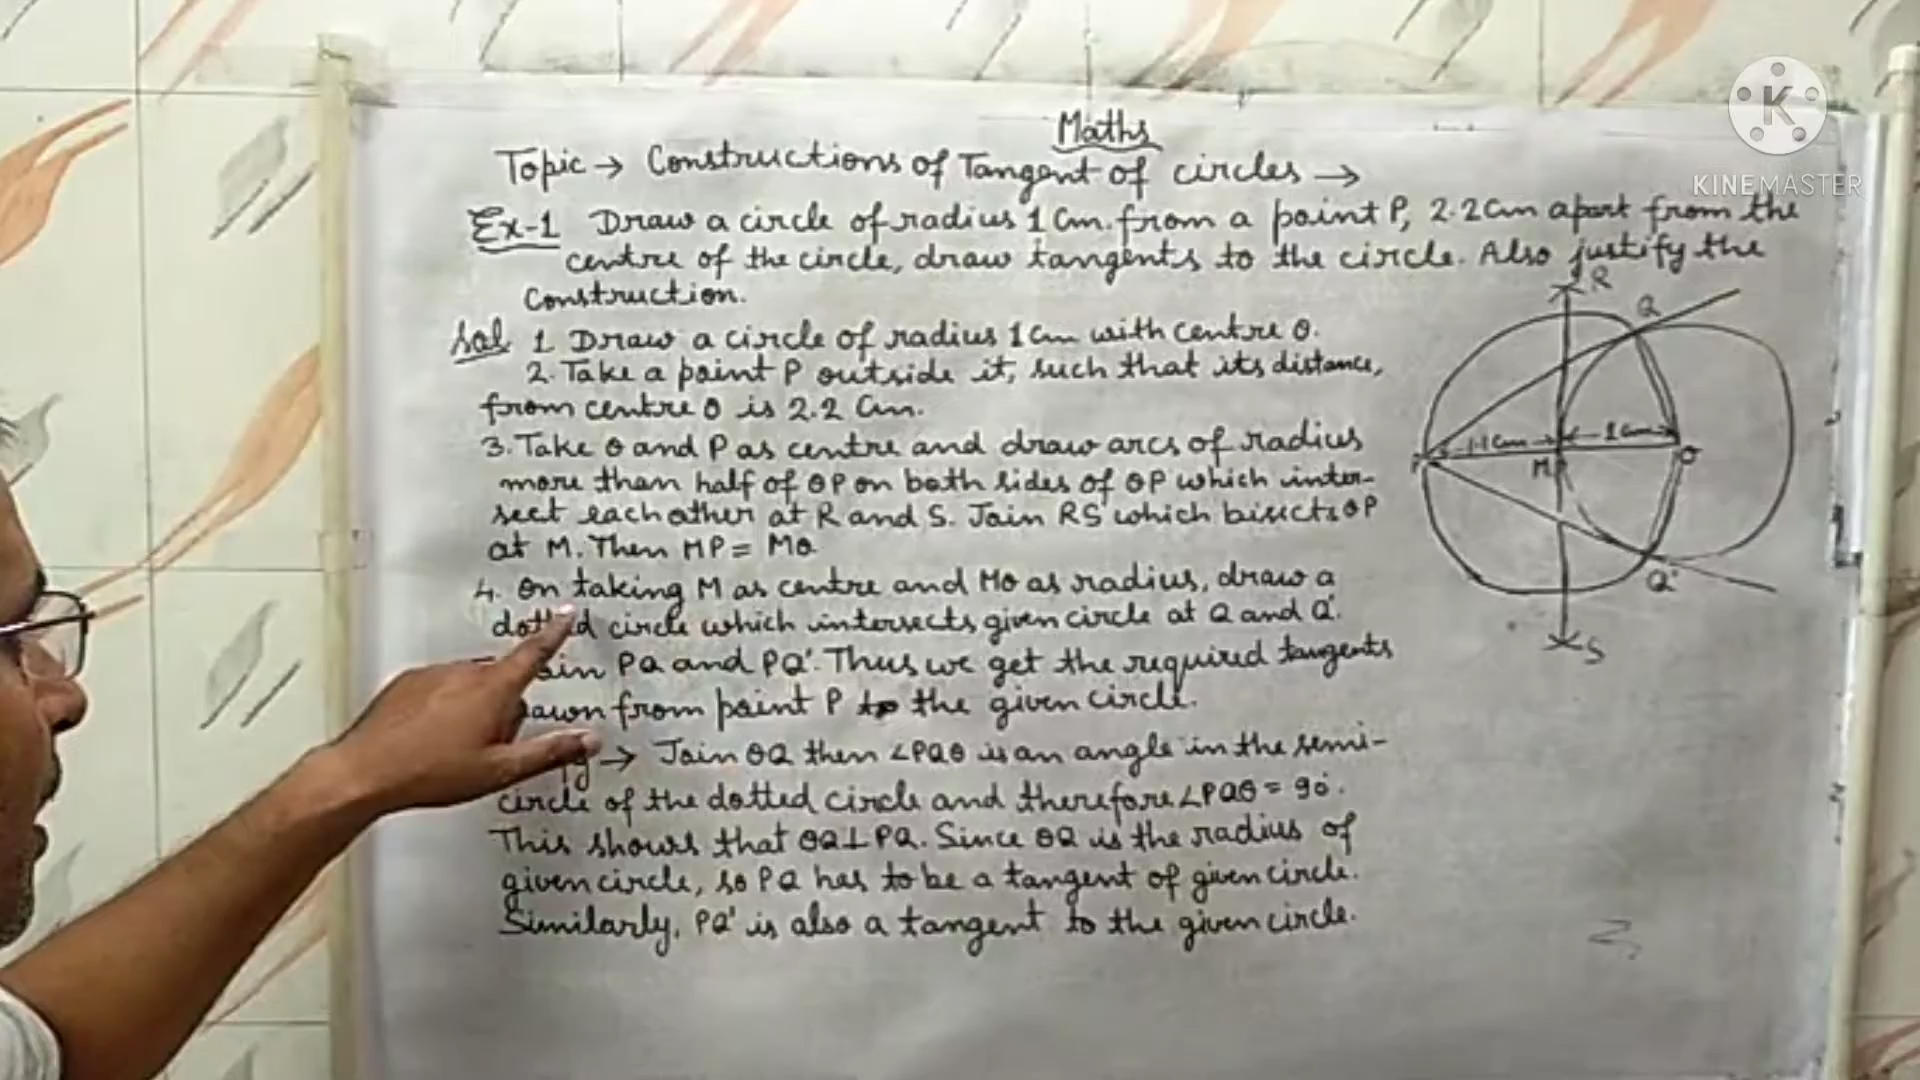 K
KINEMASTER
Maths
Topic → Constructions of Tangent of circles →
Ex-1 Draw a circle of radius 1 cm. from a point P, 2.2 cm apart from the
centre of the circle, draw tangents to the circle. Also justify the
Construction.
Sol 1 Draw a circle of radius 1 cm with centre O.
2. Take a point P outside it, such that its distance,
from centre O is 2.2 cm.
3. Take O and P as centre and draw arcs of radius
more than half of OP on both sides of OP which inter-
sect each other at R and S. Join RS which bisects OP
at M. Then MP = MO
4. On taking M as centre and MO as radius, draw a
dotted circle which intersects given circle at Q and Q'.
PQ and PQ'. Thus we get the required tangents
from point P to the given circle.
→ Join OQ then ∠PQO is an angle in the semi-
circle of the dotted circle and therefore ∠PQO = 90°.
This shows that OQ⊥PQ. Since OQ is the radius of
given circle, so PQ has to be a tangent of given circle.
Similarly, PQ' is also a tangent to the given circle.
R
Q
1.1cm
1cm
P
M
O
Q'
S